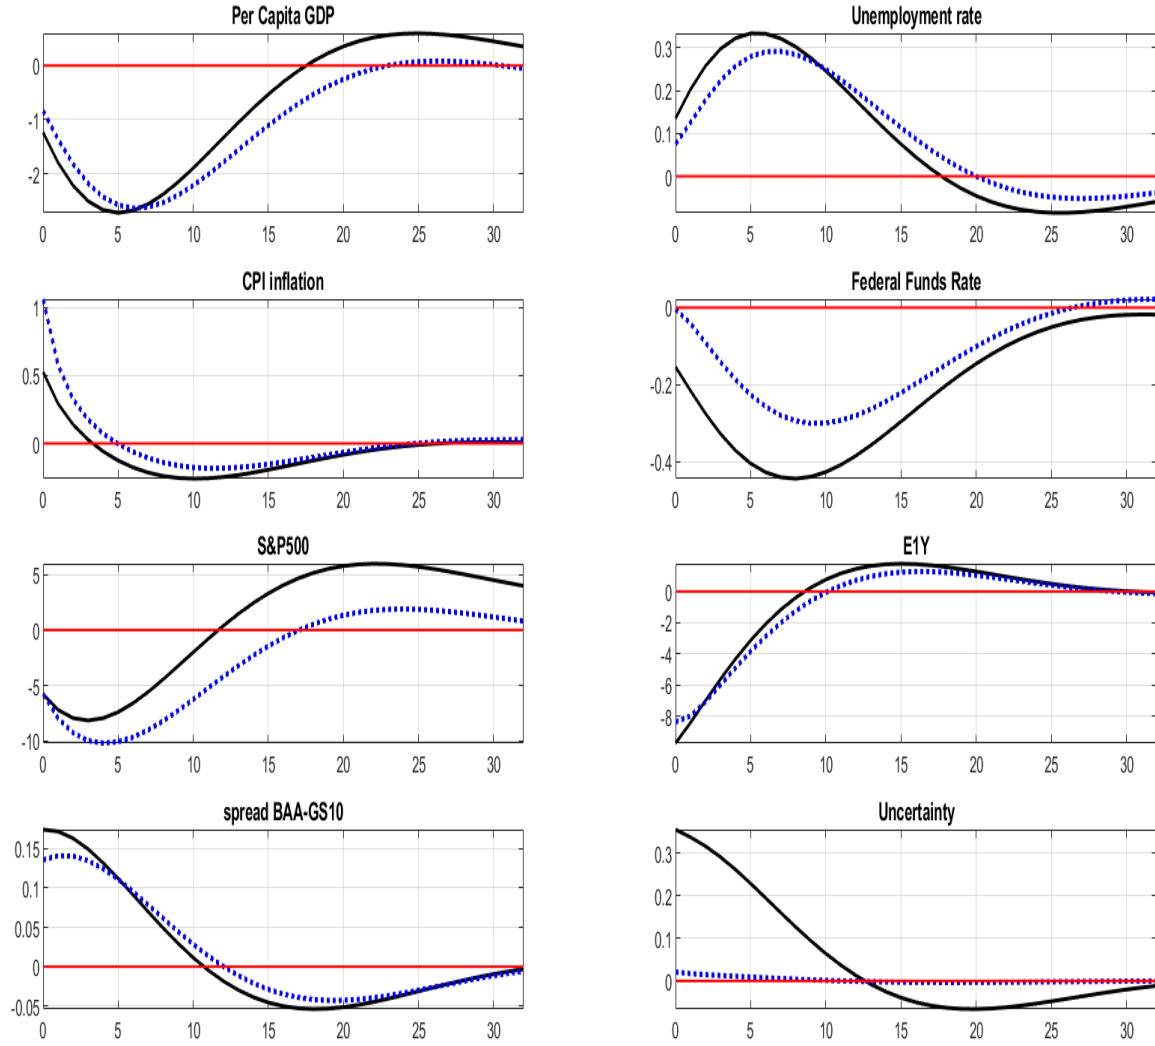 Per Capita GDP
0
-1
-2
0 5 10 15 20 25 30
Unemployment rate
0.3
0.2
0.1
0
0 5 10 15 20 25 30
CPI inflation
1
0.5
0
0 5 10 15 20 25 30
Federal Funds Rate
0
-0.2
-0.4
0 5 10 15 20 25 30
S&P500
5
0
-5
-10
0 5 10 15 20 25 30
E1Y
0
-2
-4
-6
-8
0 5 10 15 20 25 30
spread BAA-GS10
0.15
0.1
0.05
0
-0.05
0 5 10 15 20 25 30
Uncertainty
0.3
0.2
0.1
0
0 5 10 15 20 25 30